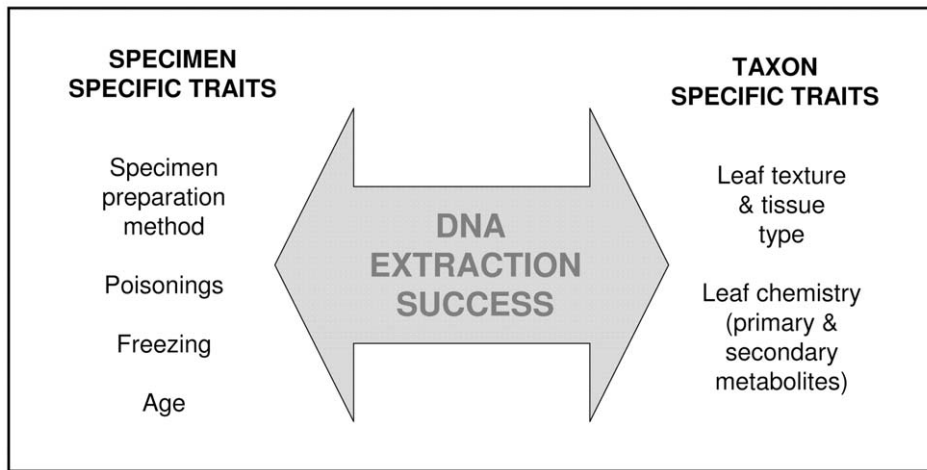 SPECIMEN
SPECIFIC TRAITS
Specimen
preparation
method
Poisonings
Freezing
Age
DNA
EXTRACTION
SUCCESS
TAXON
SPECIFIC TRAITS
Leaf texture
& tissue
type
Leaf chemistry
(primary &
secondary
metabolites)